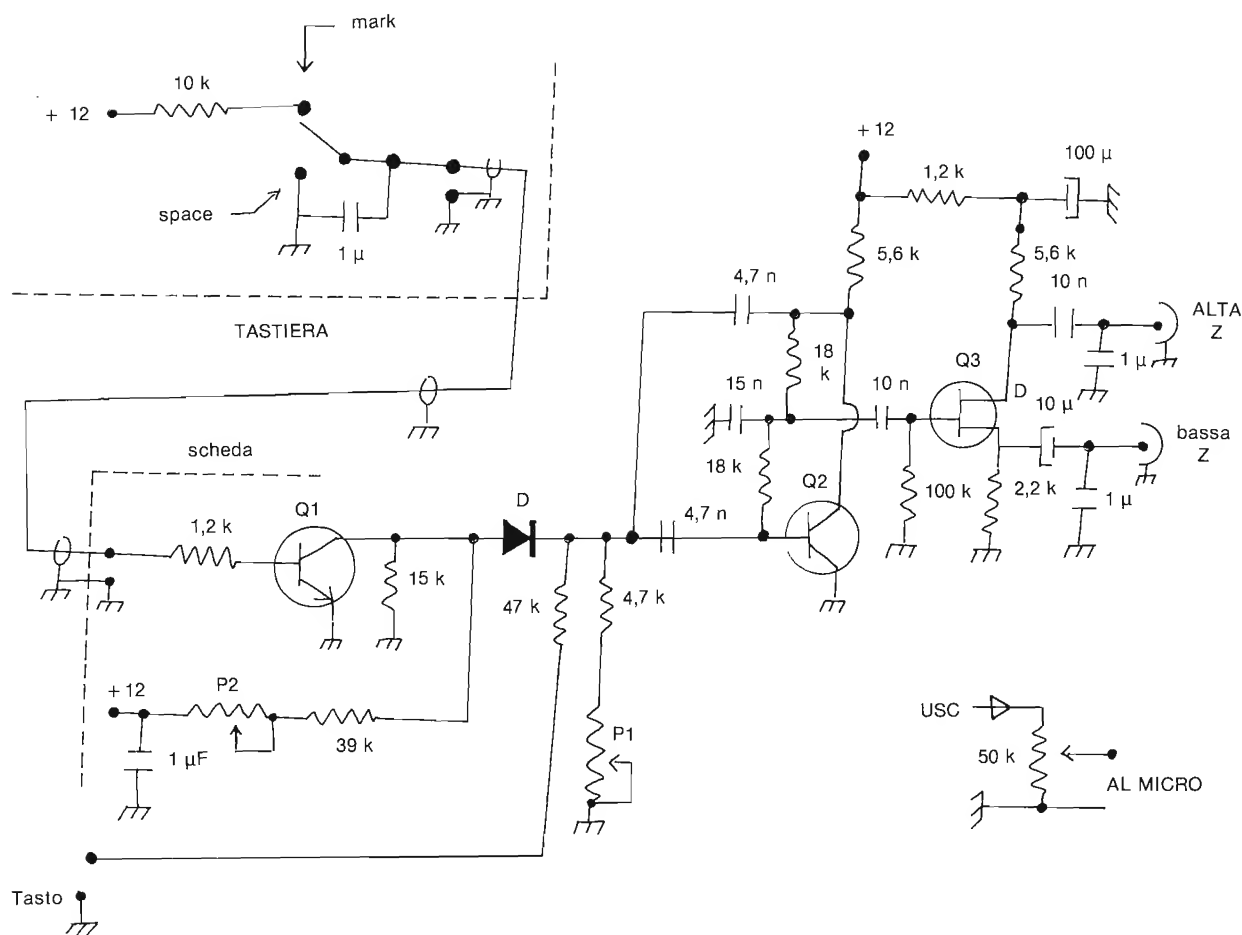 mark
10 k
+ 12
space
1 µ
TASTIERA
+ 12
1,2 k
100 µ
5,6 k
5,6 k
4,7 n
10 n
ALTA
Z
18
k
15 n
10 n
Q3
D
1 µ
10 µ
bassa
Z
18 k
Q2
100 k
2,2 k
1 µ
scheda
Q1
D
1,2 k
4,7 n
15 k
47 k
4,7 k
+ 12
P2
1 µF
39 k
P1
USC
50 k
AL MICRO
Tasto